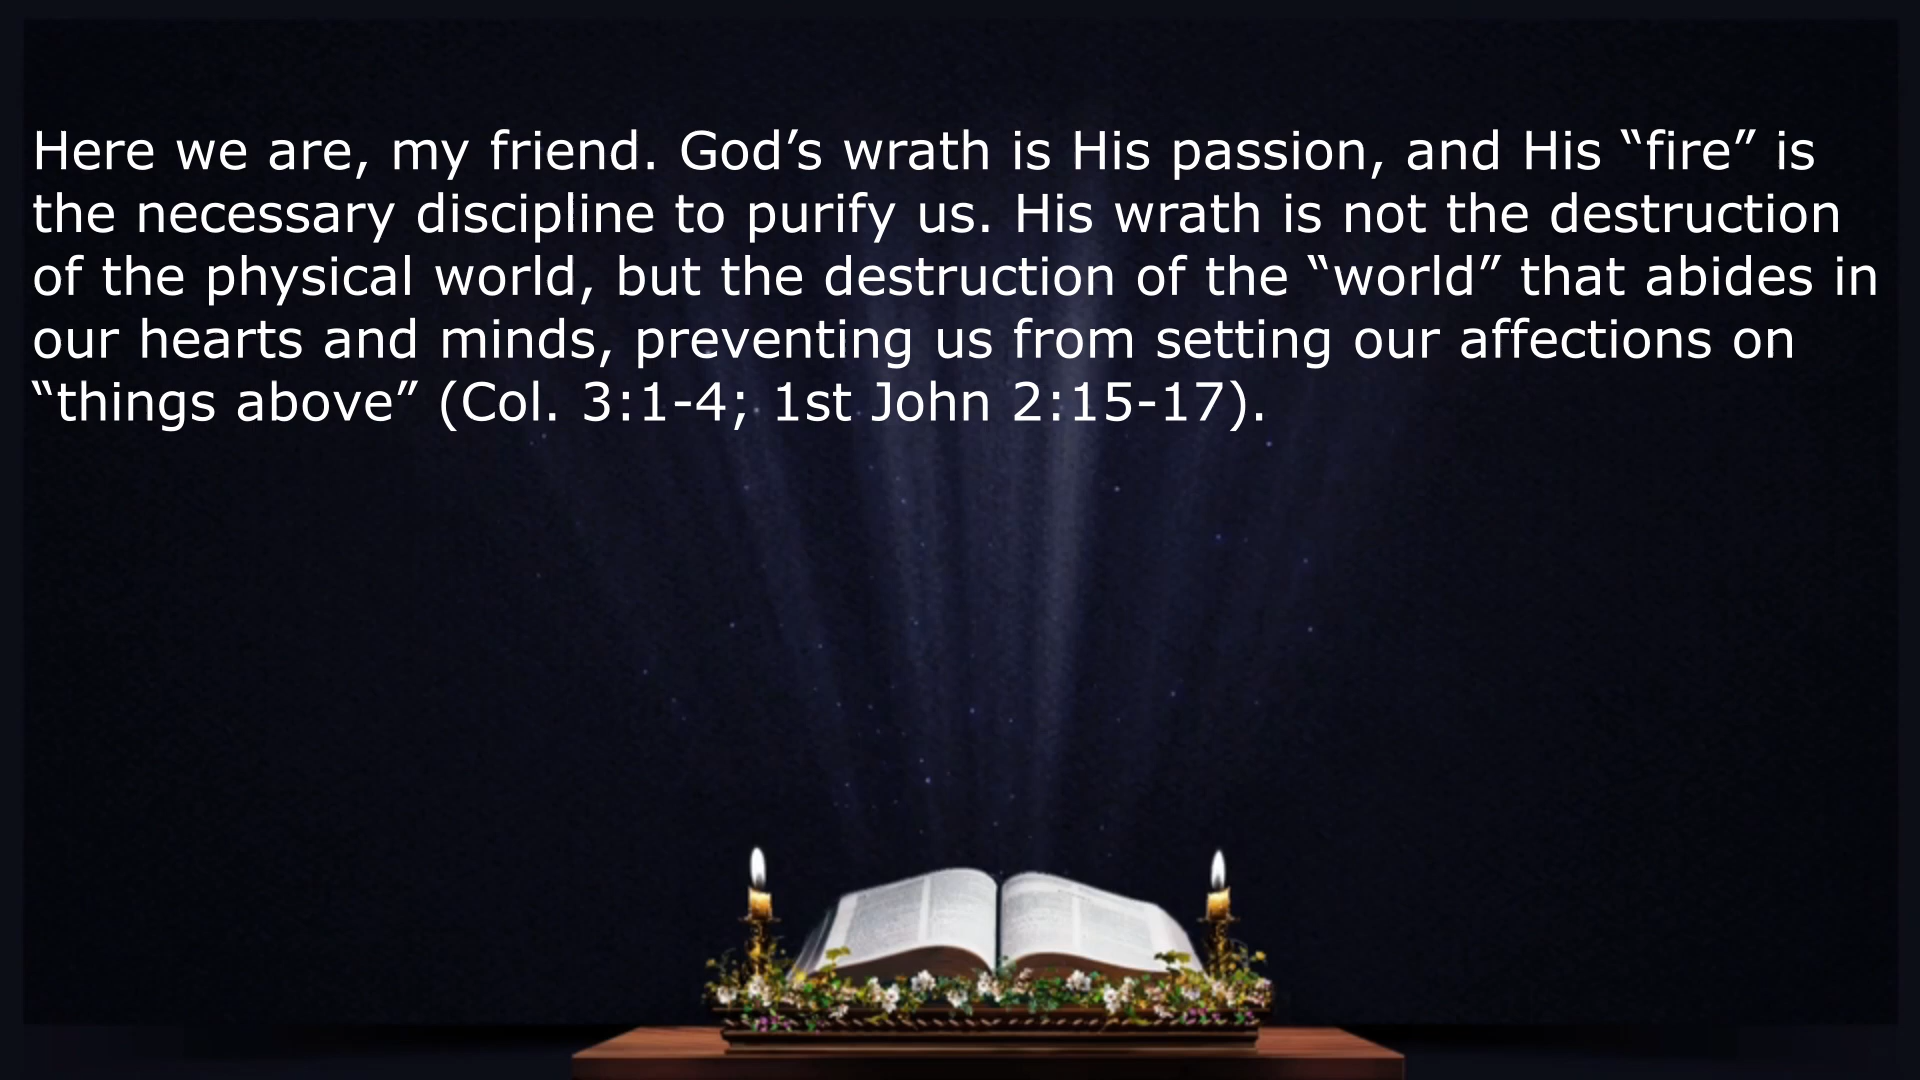 Here we are, my friend. God’s wrath is His passion, and His “fire” is
the necessary discipline to purify us. His wrath is not the destruction
of the physical world, but the destruction of the “world” that abides in
our hearts and minds, preventing us from setting our affections on
“things above” (Col. 3:1-4; 1st John 2:15-17).